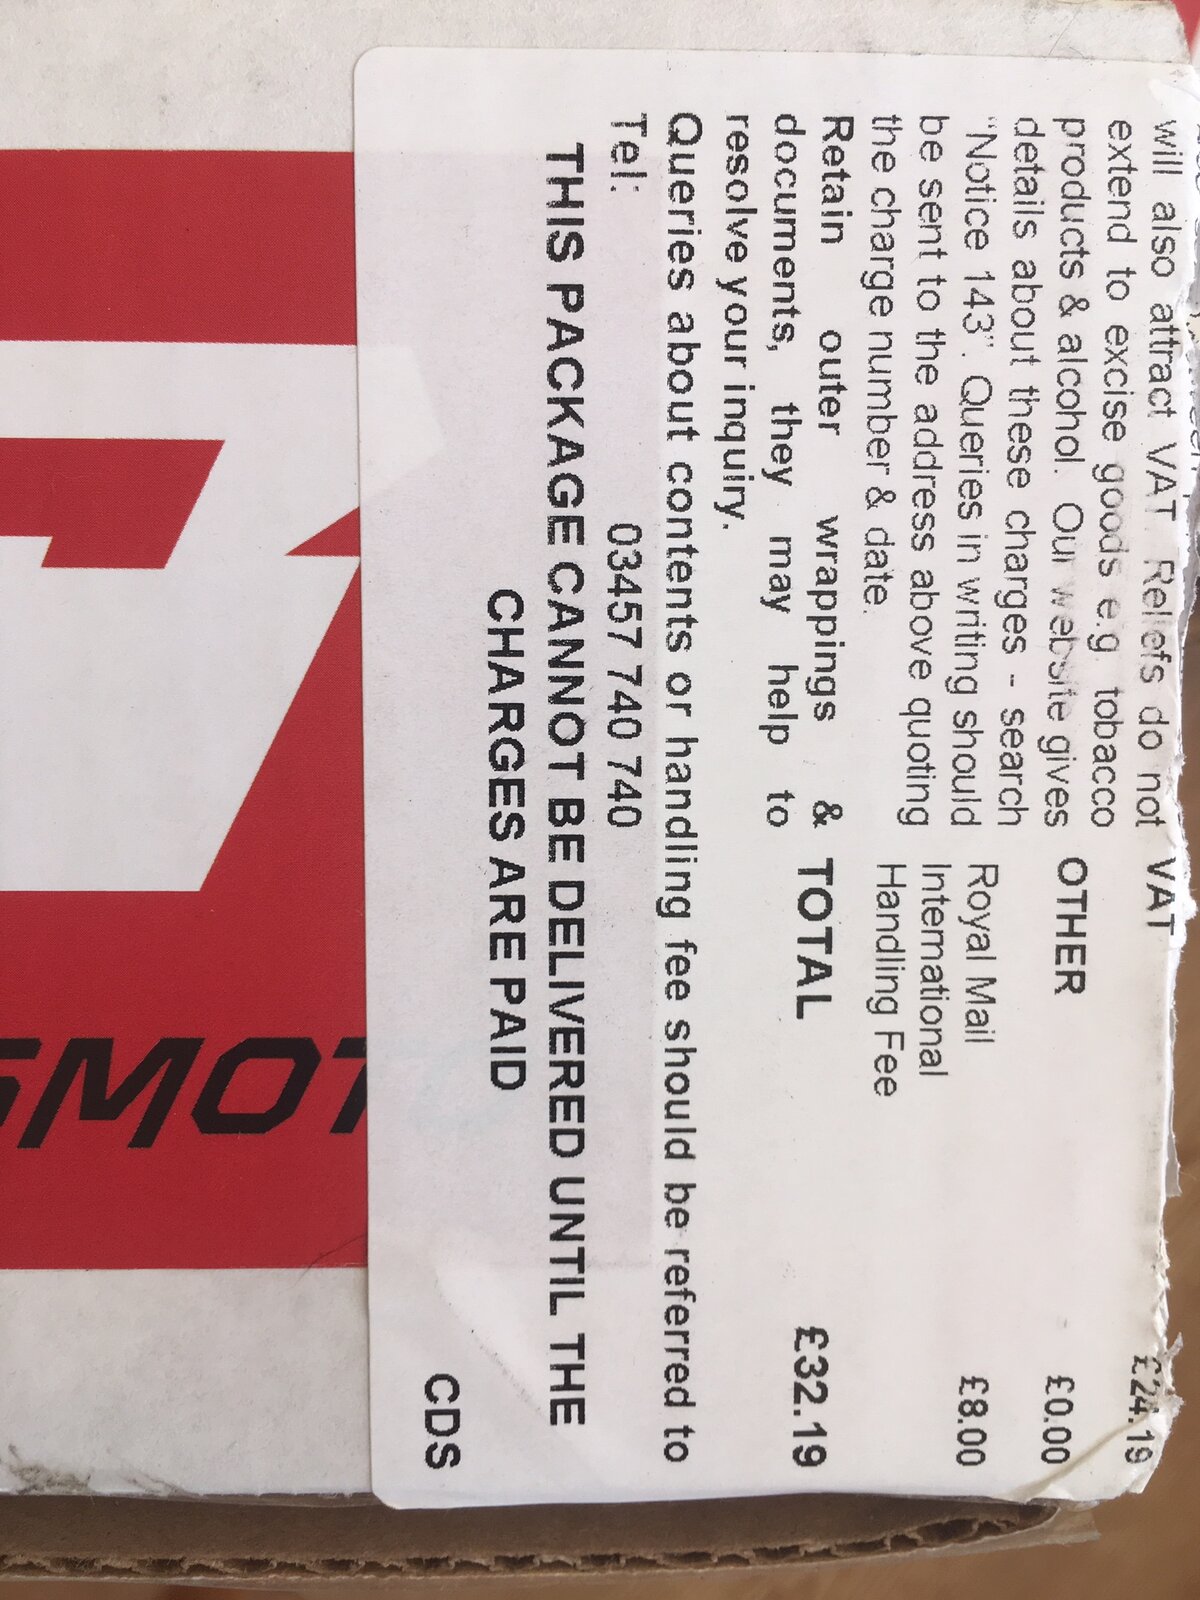 will also attract VAT. Reliefs do not
extend to excise goods e.g. tobacco
products & alcohol. Our website gives
details about these charges - search
"Notice 143". Queries in writing should
be sent to the address above quoting
the charge number & date.
Retain outer wrappings &
documents, they may help to
resolve your inquiry.
VAT £24.19
OTHER £0.00
Royal Mail £8.00
International
Handling Fee
TOTAL £32.19
Queries about contents or handling fee should be referred to
Tel: 03457 740 740
THIS PACKAGE CANNOT BE DELIVERED UNTIL THE
CHARGES ARE PAID
CDS
SMOT